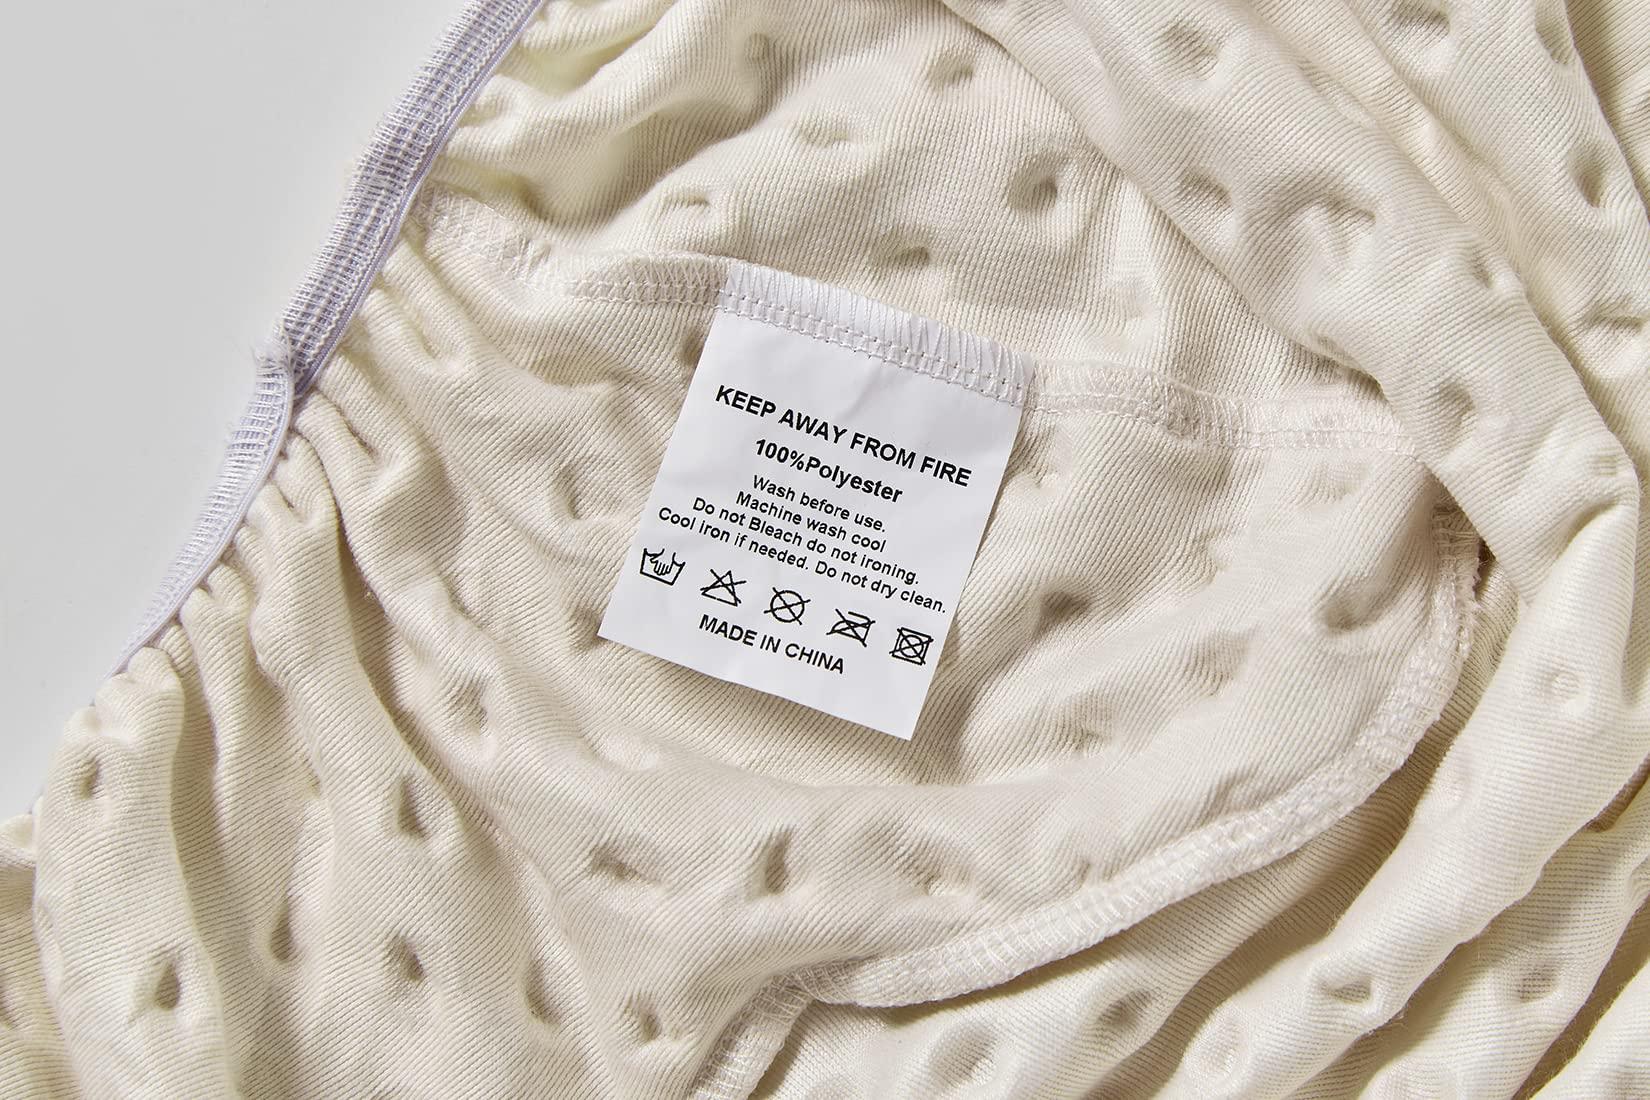 KEEP AWAY FROM FIRE
100%Polyester
Wash before use.
Machine wash cool
Do not Bleach do not ironing.
Cool iron if needed. Do not dry clean.
MADE IN CHINA